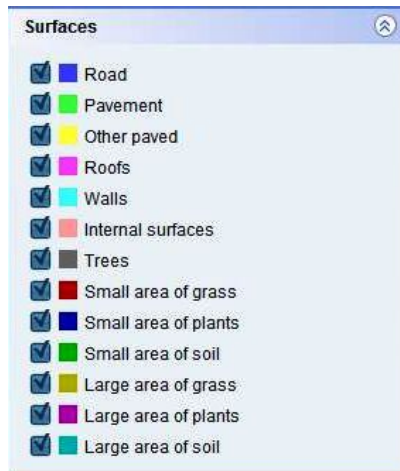 Surfaces
Road
Pavement
Other paved
Roofs
Walls
Internal surfaces
Trees
Small area of grass
Small area of plants
Small area of soil
Large area of grass
Large area of plants
Large area of soil